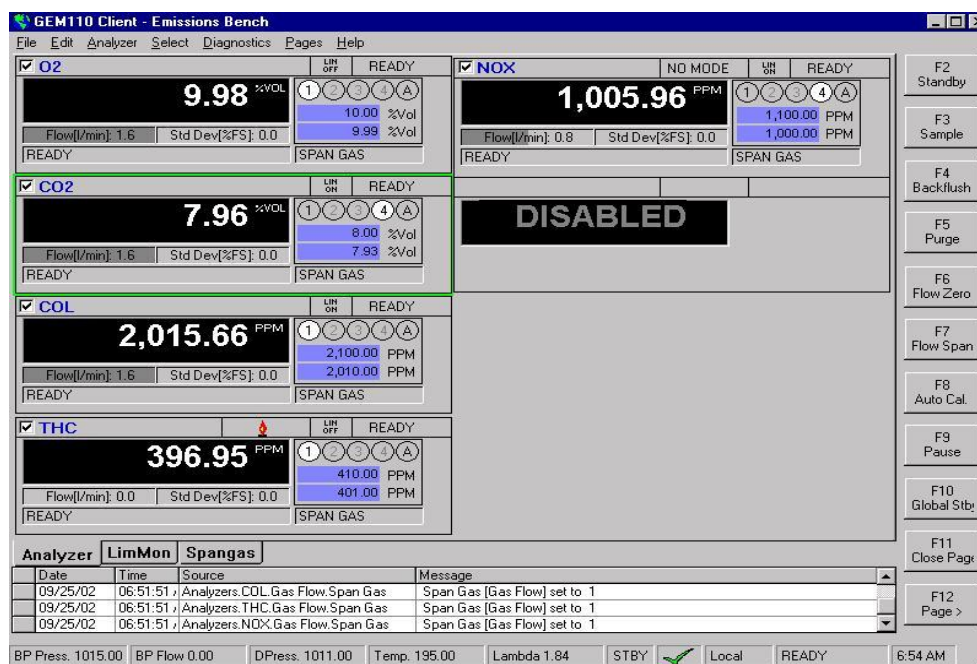 GEM110 Client - Emissions Bench
File Edit Analyzer Select Diagnostics Pages Help
O2 LIN OFF READY
9.98 %VOL
1 2 3 4 A
10.00 %Vol
9.99 %Vol
Flow[l/min]: 1.6 Std Dev[%FS]: 0.0
READY SPAN GAS
NOX NO MODE LIN ON READY
1,005.96 PPM
1 2 3 4 A
1,100.00 PPM
1,000.00 PPM
Flow[l/min]: 0.8 Std Dev[%FS]: 0.0
READY SPAN GAS
CO2 LIN ON READY
7.96 %VOL
1 2 3 4 A
8.00 %Vol
7.93 %Vol
Flow[l/min]: 1.6 Std Dev[%FS]: 0.0
READY SPAN GAS
DISABLED
COL LIN ON READY
2,015.66 PPM
1 2 3 4 A
2,100.00 PPM
2,010.00 PPM
Flow[l/min]: 1.6 Std Dev[%FS]: 0.0
READY SPAN GAS
THC LIN OFF READY
396.95 PPM
1 2 3 4 A
410.00 PPM
401.00 PPM
Flow[l/min]: 0.0 Std Dev[%FS]: 0.0
READY SPAN GAS
F2
Standby
F3
Sample
F4
Backflush
F5
Purge
F6
Flow Zero
F7
Flow Span
F8
Auto Cal.
F9
Pause
F10
Global Stby
F11
Close Page
F12
Page >
Analyzer LimMon Spangas
Date Time Source Message
09/25/02 06:51:51 Analyzers.COL.Gas Flow.Span Gas Span Gas [Gas Flow] set to 1
09/25/02 06:51:51 Analyzers.THC.Gas Flow.Span Gas Span Gas [Gas Flow] set to 1
09/25/02 06:51:51 Analyzers.NOX.Gas Flow.Span Gas Span Gas [Gas Flow] set to 1
BP Press. 1015.00 BP Flow 0.00 DPress. 1011.00 Temp. 195.00 Lambda 1.84 STBY Local READY 6:54 AM